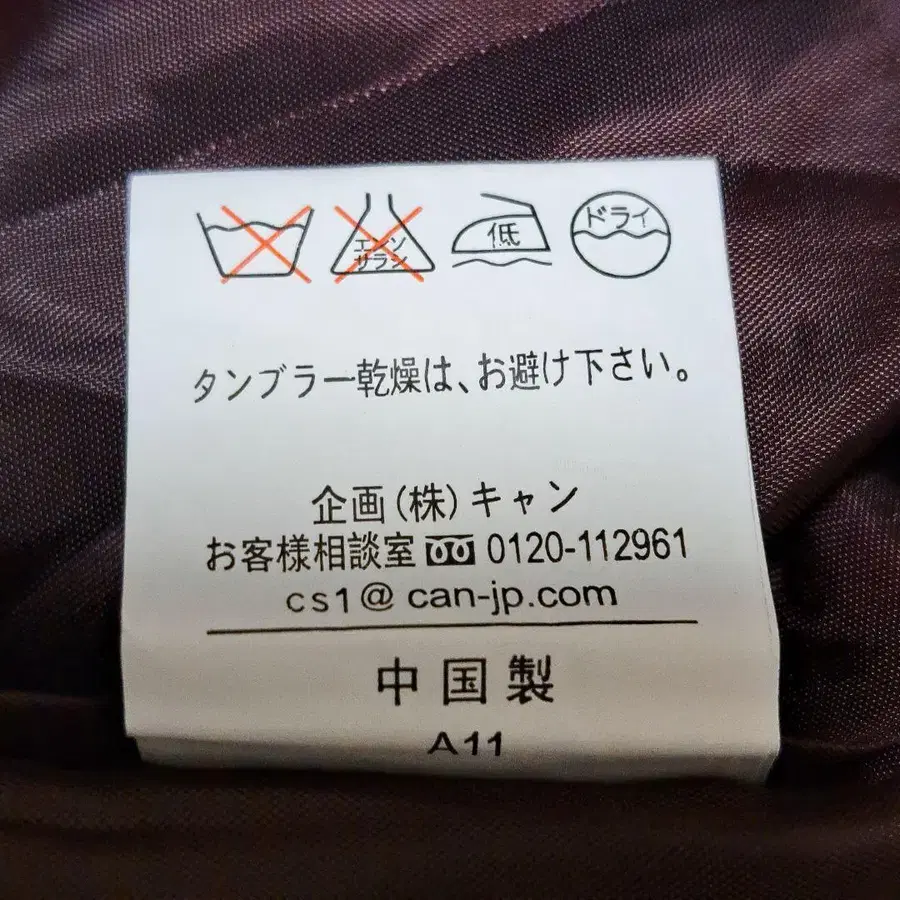 エンソ
サラシ
低
ドライ
タンブラー乾燥は、お避け下さい。
企画(株)キャン
お客様相談室 0120-112961
cs1@can-jp.com
中国製
A11